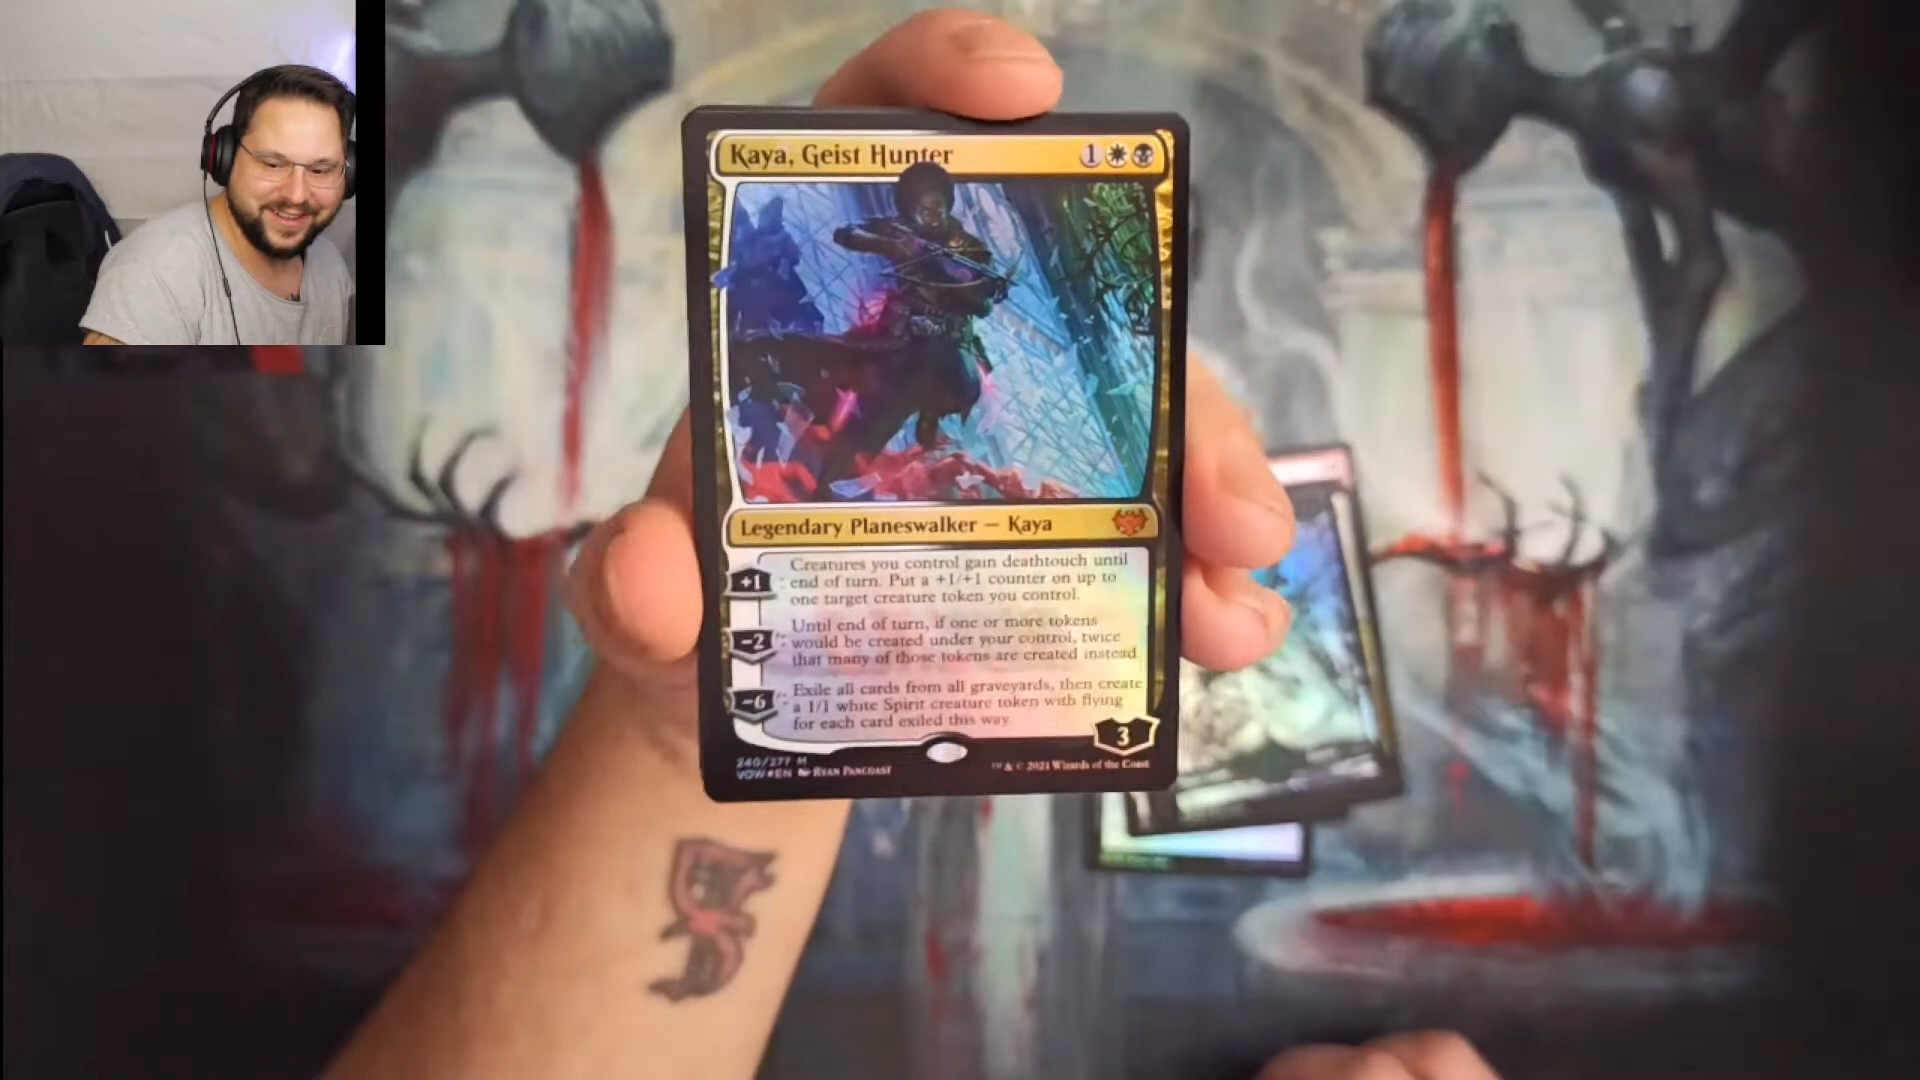 Kaya, Geist Hunter 1
Legendary Planeswalker — Kaya
+1 : Creatures you control gain deathtouch until
end of turn. Put a +1/+1 counter on up to
one target creature token you control.
−2 : Until end of turn, if one or more tokens
would be created under your control, twice
that many of those tokens are created instead.
−6 : Exile all cards from all graveyards, then create
a 1/1 white Spirit creature token with flying
for each card exiled this way.
3
240/277 M
VOW★EN Ryan Pancoast
™ & © 2021 Wizards of the Coast